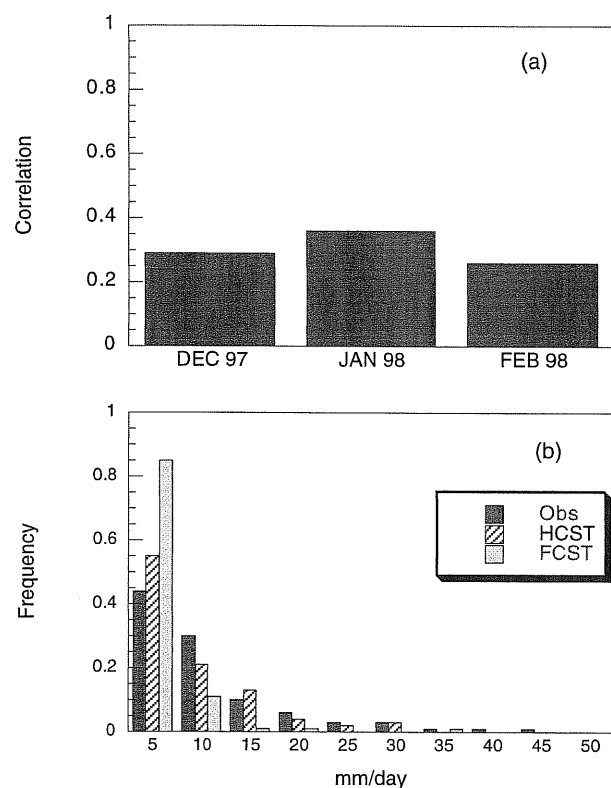 1
(a)
0.8
0.6
Correlation
0.4
0.2
0
DEC 97 JAN 98 FEB 98
1
(b)
0.8
Obs
HCST
FCST
0.6
Frequency
0.4
0.2
0
5 10 15 20 25 30 35 40 45 50
mm/day